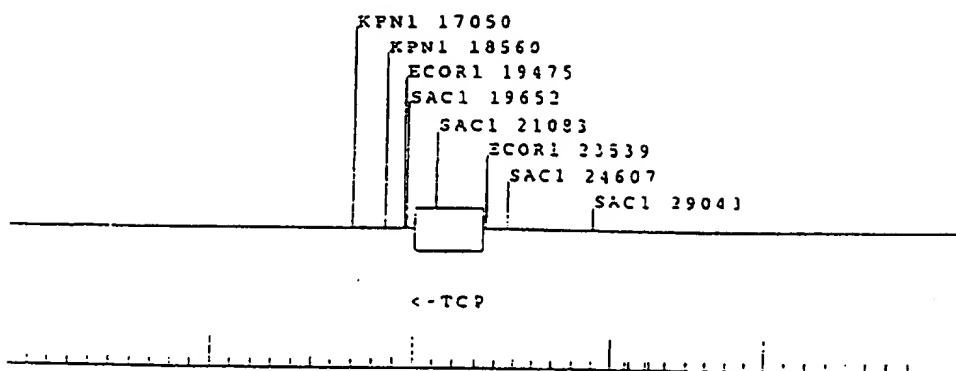 KPN1 17050
KPN1 18560
ECOR1 19475
SAC1 19652
SAC1 21083
ECOR1 23539
SAC1 24607
SAC1 29043
<-TCP